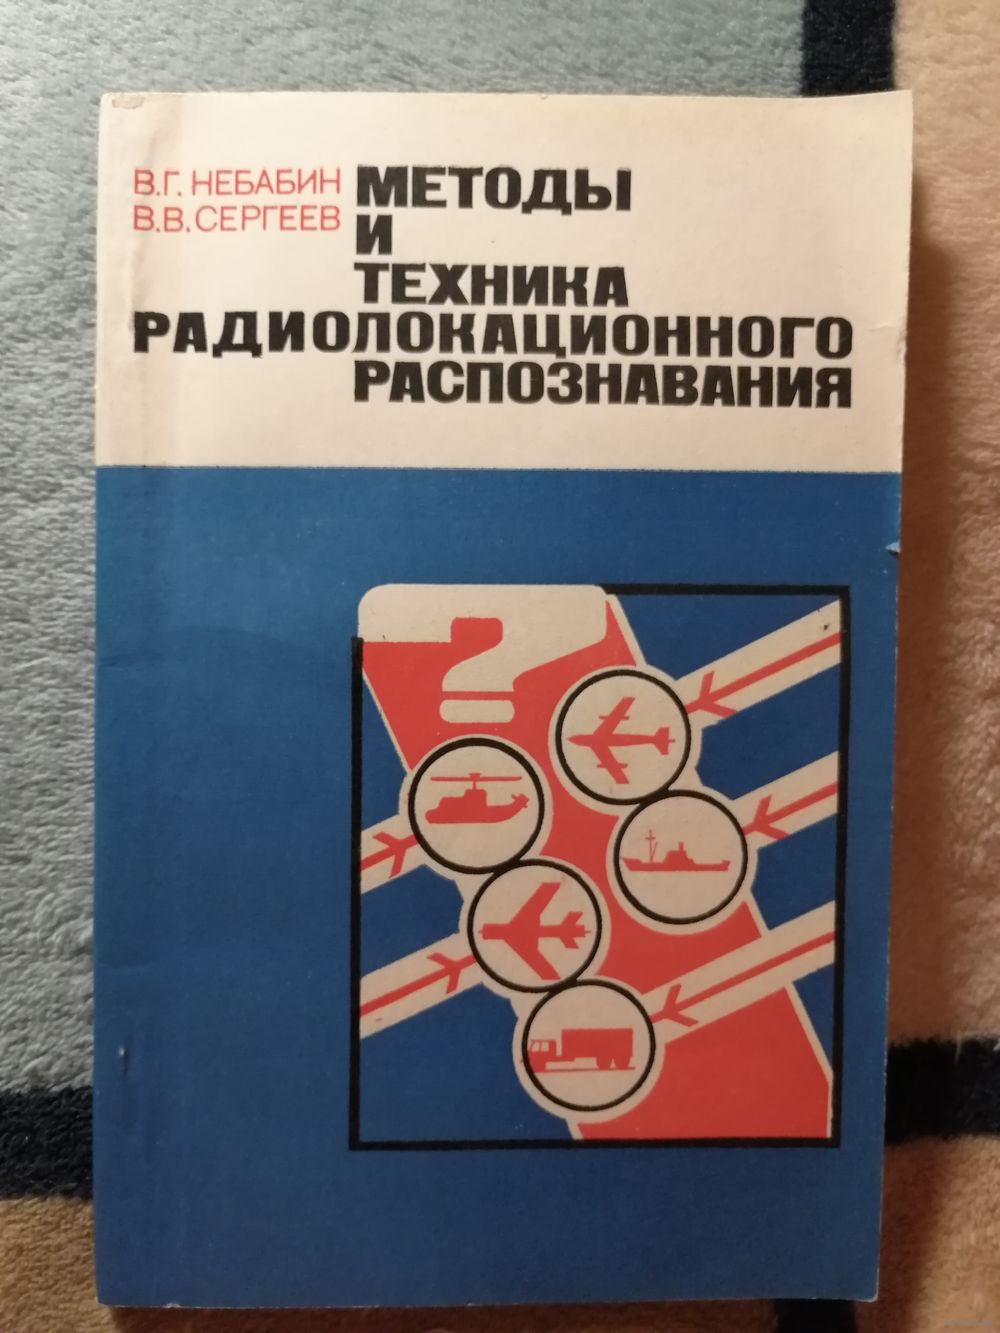 В.Г. НЕБАБИН
В.В. СЕРГЕЕВ
МЕТОДЫ
И
ТЕХНИКА
РАДИОЛОКАЦИОННОГО
РАСПОЗНАВАНИЯ
?